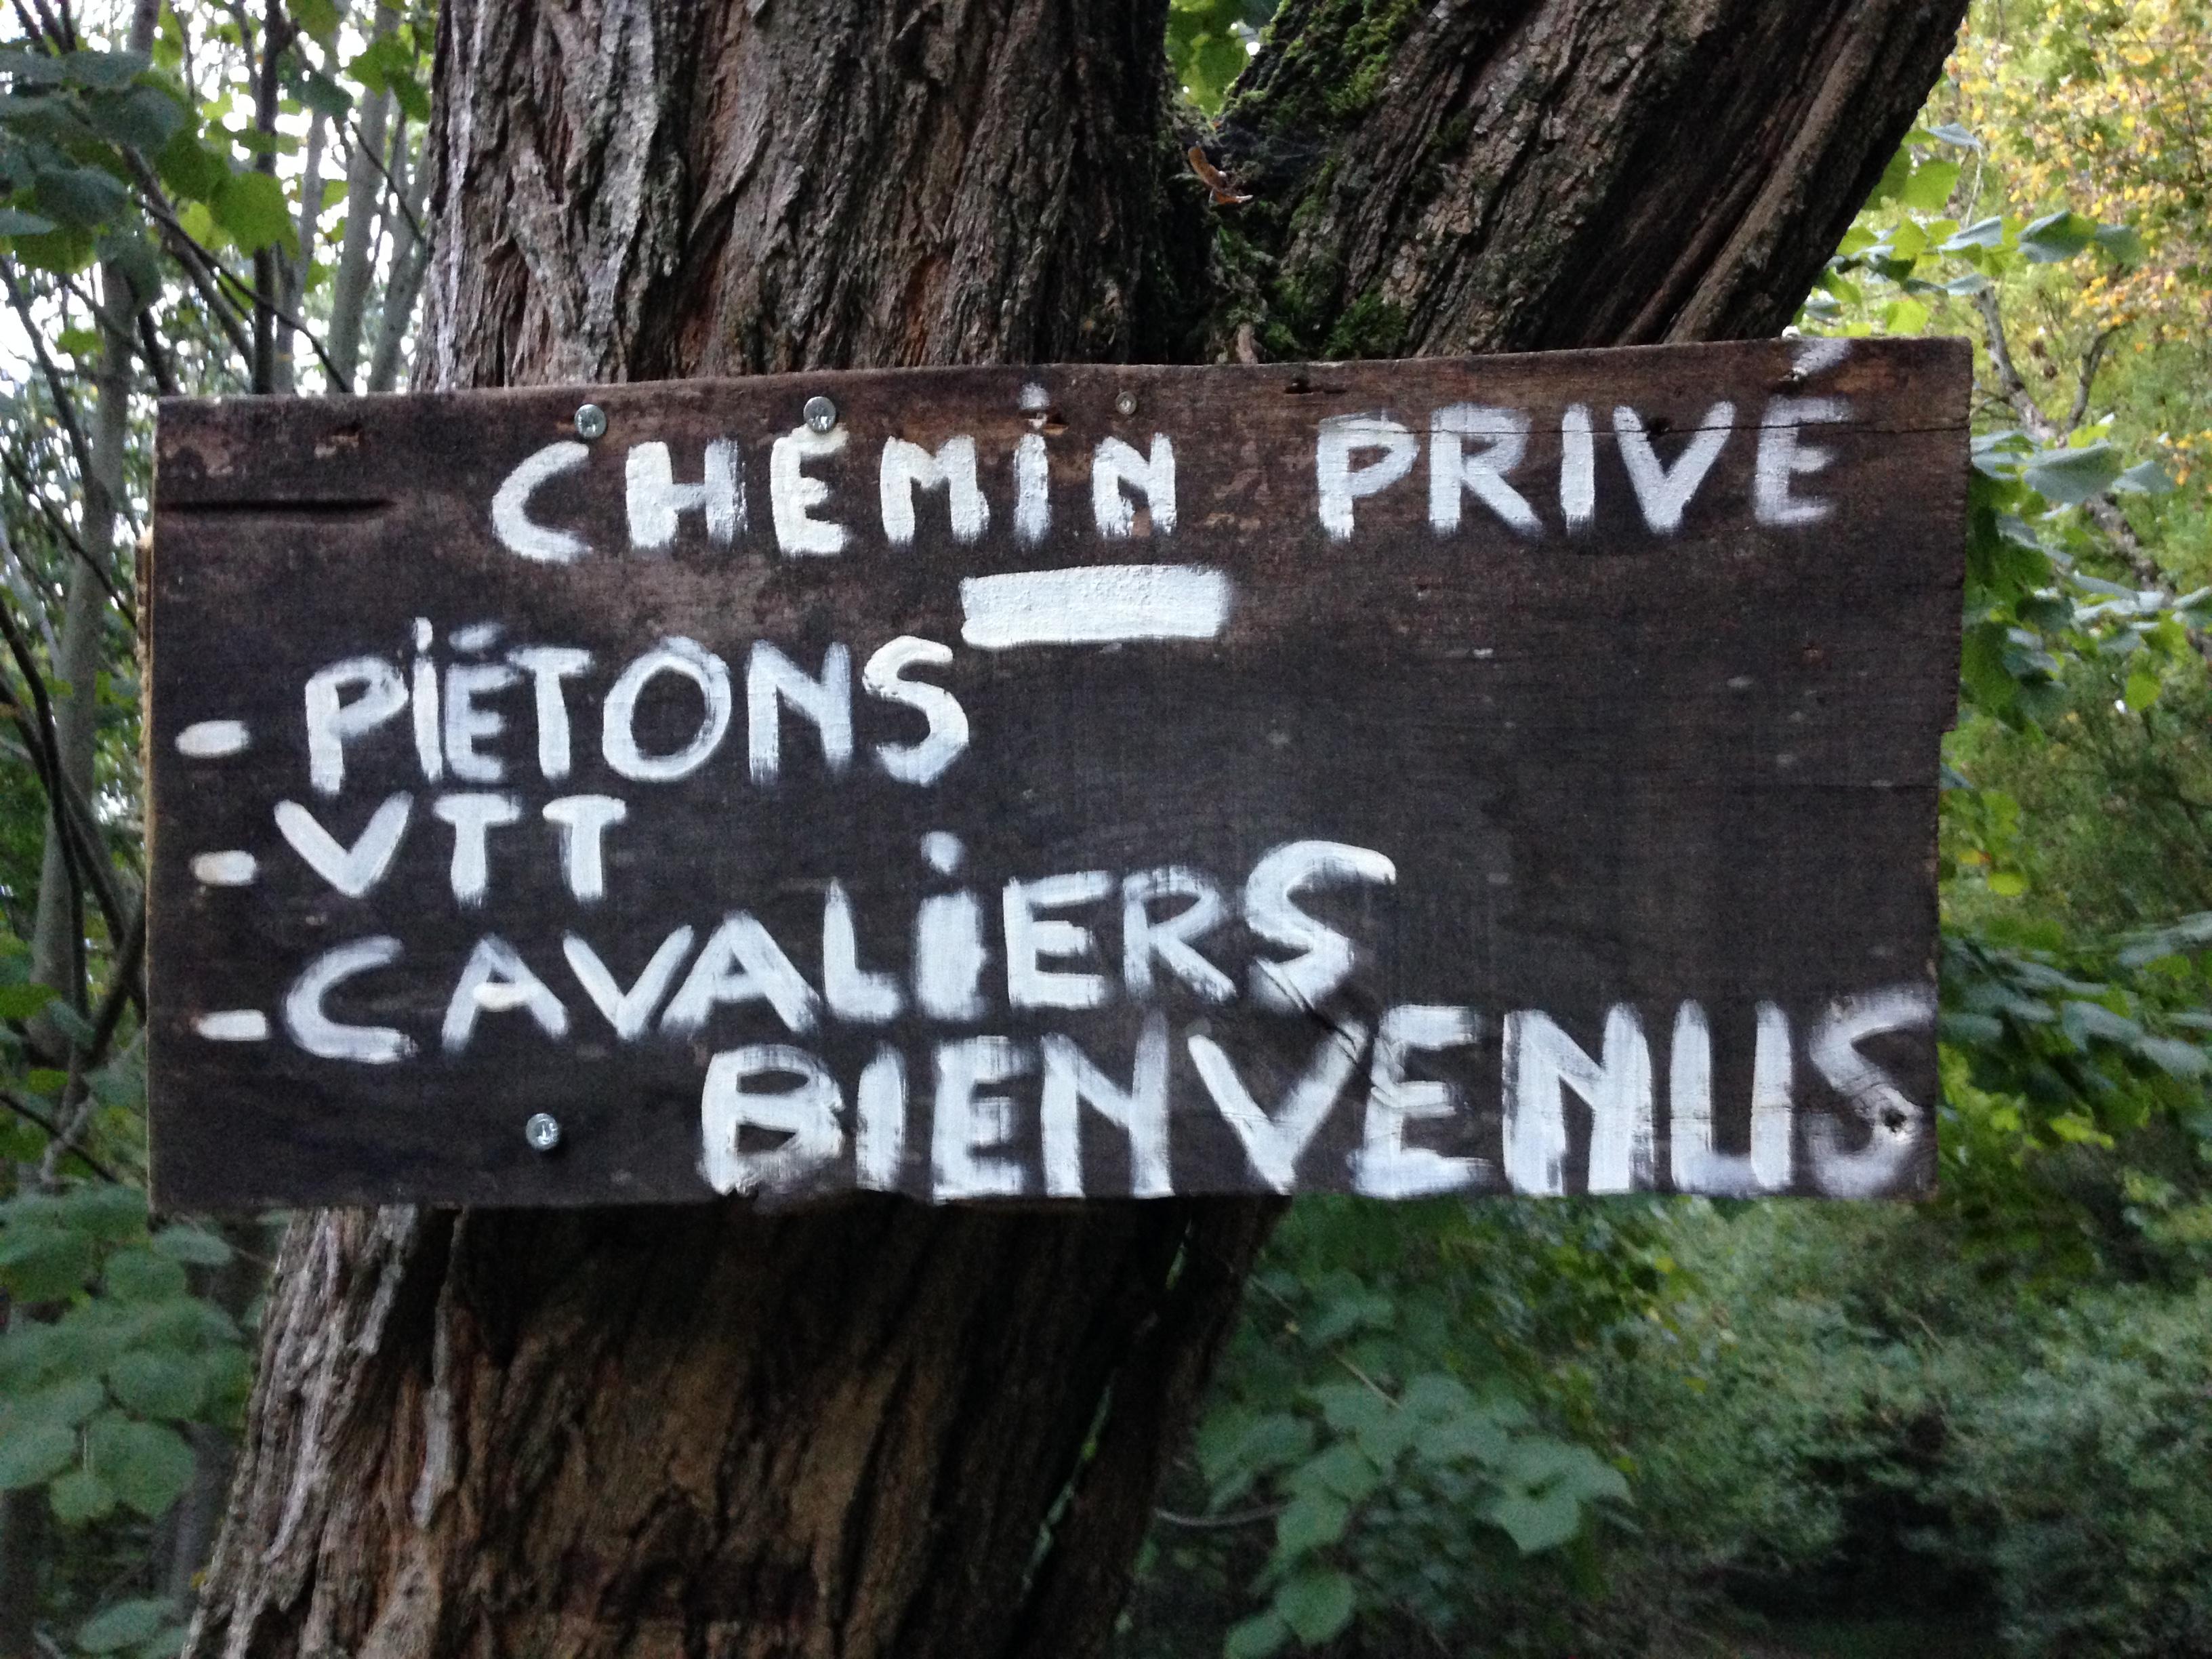 CHEMiN PRIVÉ
- PiÉTONS
- VTT
- CAVALiERS
BIENVENUS